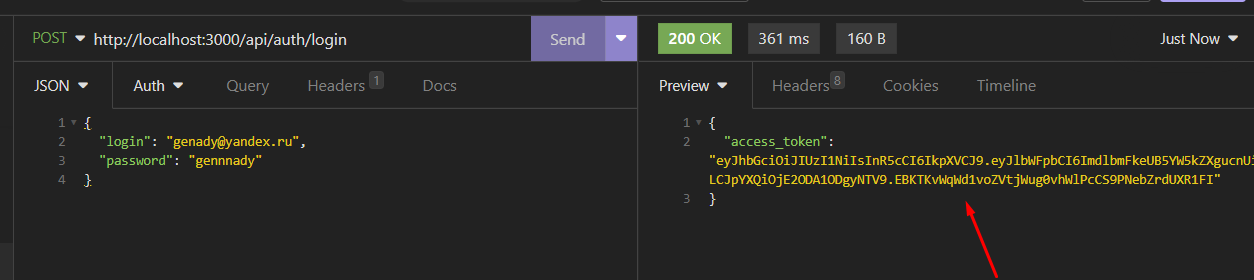 POST http://localhost:3000/api/auth/login Send 200 OK 361 ms 160 B Just Now
JSON Auth Query Headers 1 Docs Preview Headers 8 Cookies Timeline
1 {
2 "login": "genady@yandex.ru",
3 "password": "gennnady"
4 }
1 {
2 "access_token":
"eyJhbGciOiJIUzI1NiIsInR5cCI6IkpXVCJ9.eyJlbWFpbCI6ImdlbmFkeUB5YW5kZXgucnUi
LCJpYXQiOjE2ODA1ODgyNTV9.EBKTKvWqWd1voZVtjWug0vhWlPcCS9PNebZrdUXR1FI"
3 }